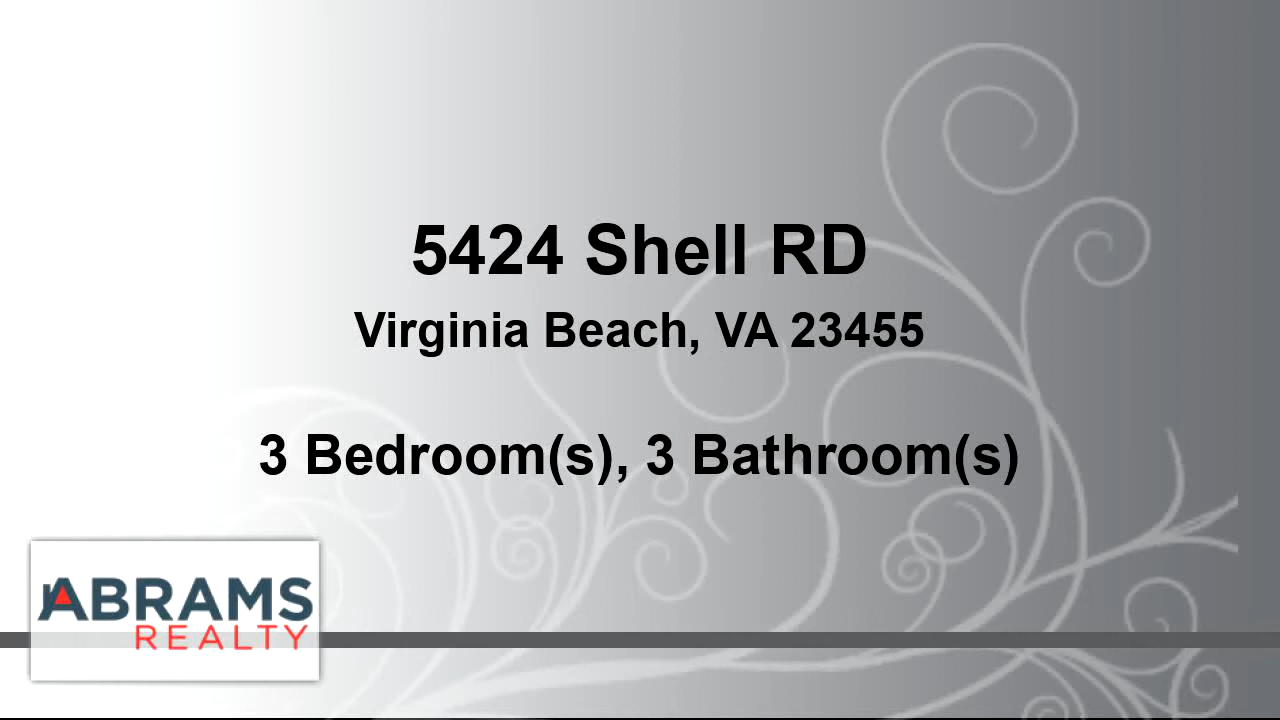 5424 Shell RD
Virginia Beach, VA 23455
3 Bedroom(s), 3 Bathroom(s)
ABRAMS
REALTY